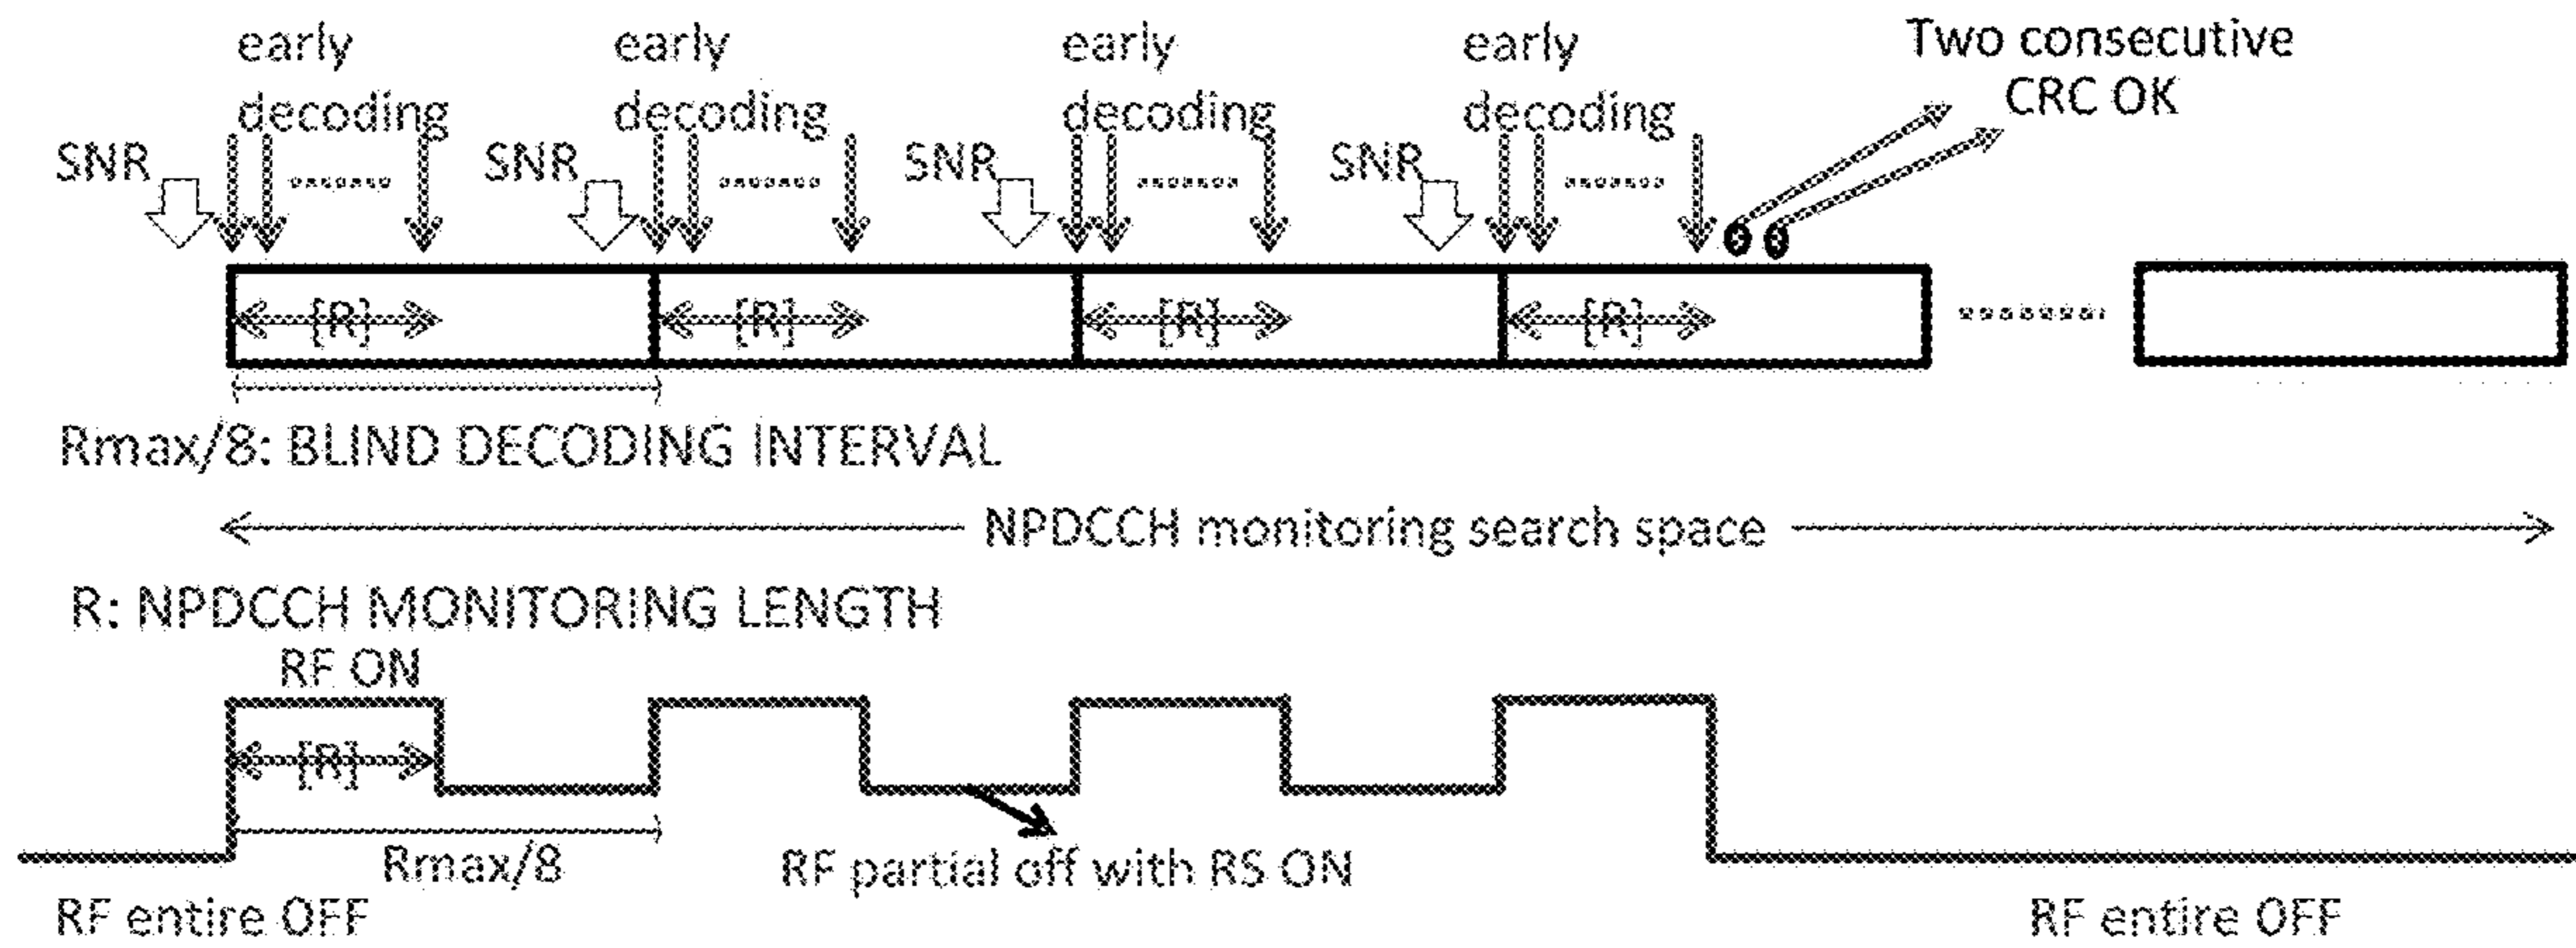 early early early early Two consecutive
decoding decoding decoding decoding CRC OK
SNR SNR SNR SNR
[R] [R] [R] [R]
Rmax/8: BLIND DECODING INTERVAL
NPDCCH monitoring search space
R: NPDCCH MONITORING LENGTH
RF ON
[R]
Rmax/8
RF partial off with RS ON
RF entire OFF RF entire OFF